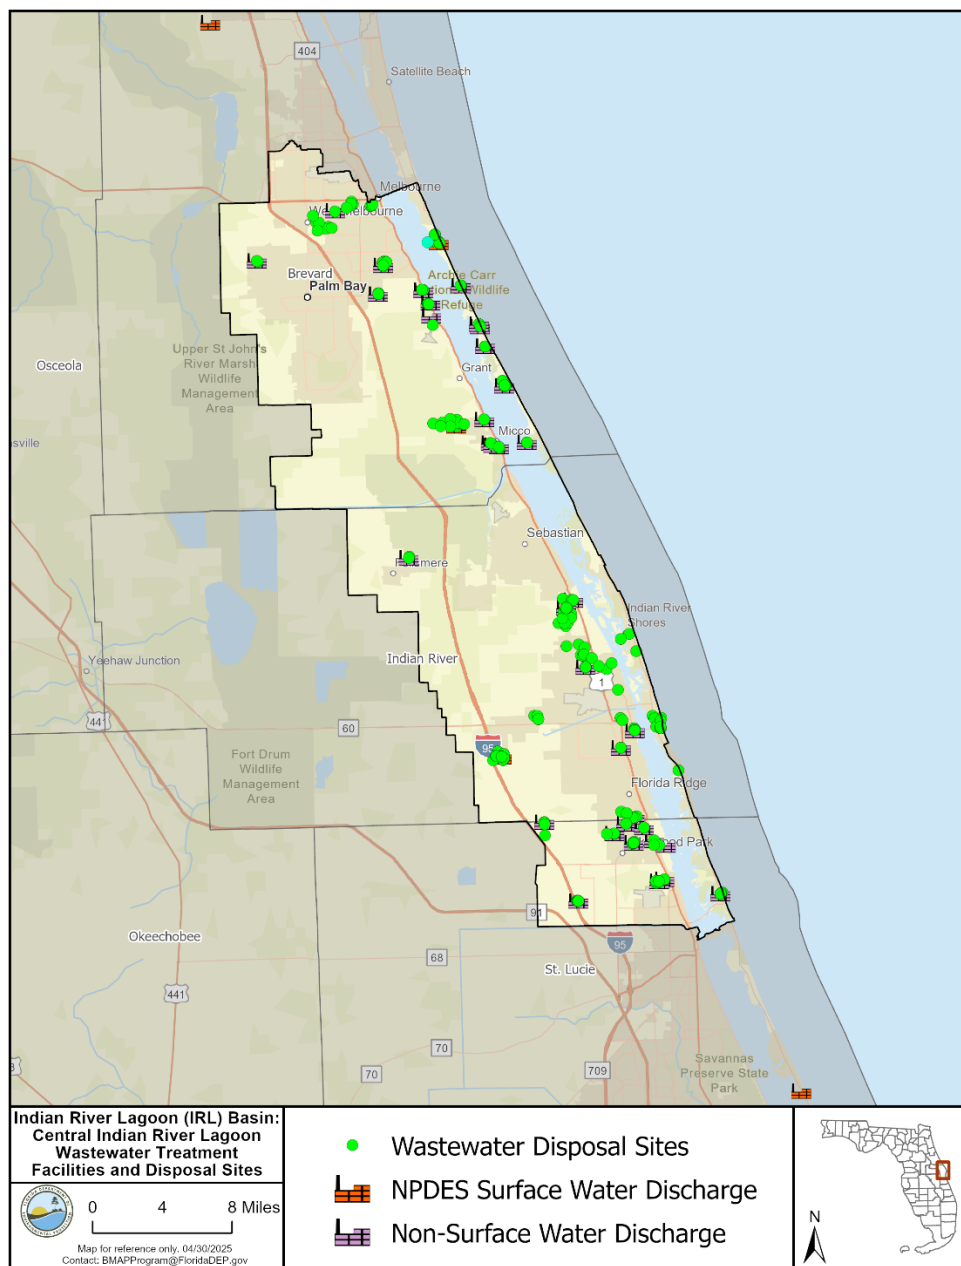 404
Satellite Beach
Melbourne
Brevard
Palm Bay
Archie Carr
Refuge
Upper St John's
River Marsh
Wildlife
Management
Area
Osceola
Grant
Micco
Sebastian
Indian River
Shores
Yeehaw Junction
Indian River
1
441
60
95
Fort Drum
Wildlife
Management
Area
Florida Ridge
Park
91
Okeechobee
95
68
St. Lucie
441
70
70
709
Savannas
Preserve State
Park
Indian River Lagoon (IRL) Basin:
Central Indian River Lagoon
Wastewater Treatment
Facilities and Disposal Sites
0 4 8 Miles
Map for reference only. 04/30/2025
Contact: BMAPProgram@FloridaDEP.gov
Wastewater Disposal Sites
NPDES Surface Water Discharge
Non-Surface Water Discharge
N